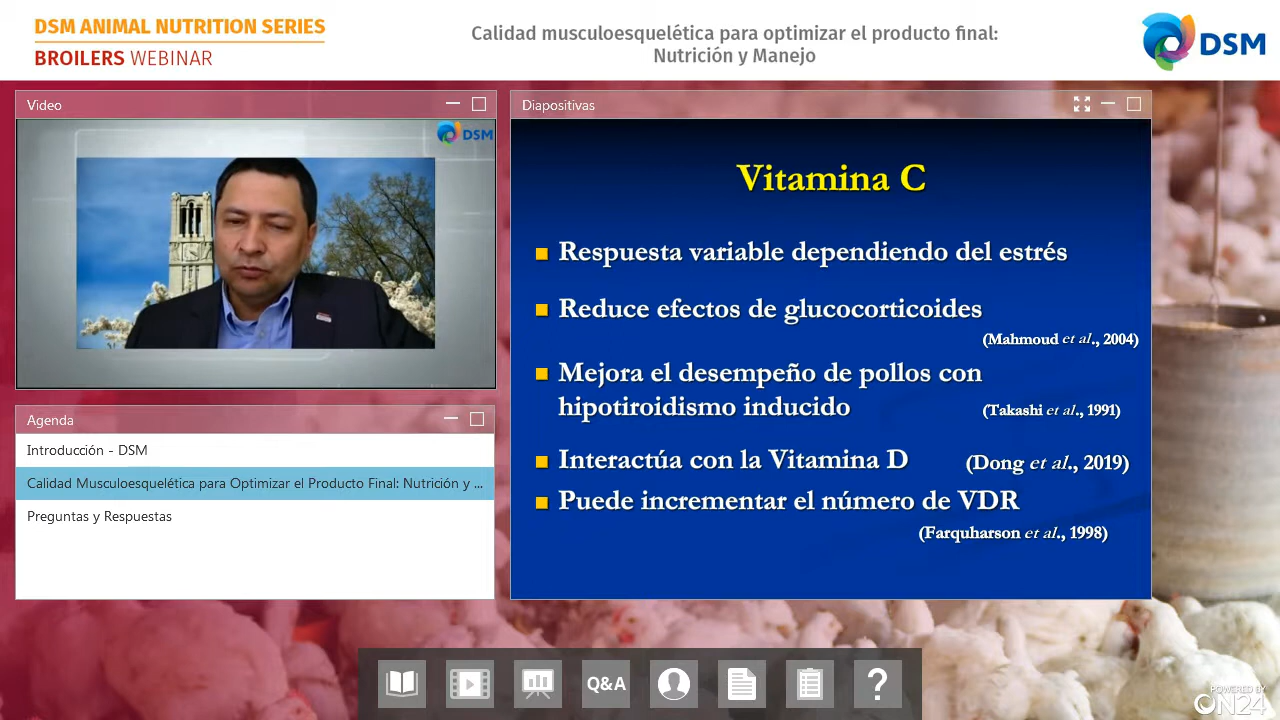 DSM ANIMAL NUTRITION SERIES
BROILERS WEBINAR
Calidad musculoesquelética para optimizar el producto final:
Nutrición y Manejo
DSM
Video
DSM
Agenda
Introducción - DSM
Calidad Musculoesquelética para Optimizar el Producto Final: Nutrición y ...
Preguntas y Respuestas
Diapositivas
Vitamina C
Respuesta variable dependiendo del estrés
Reduce efectos de glucocorticoides
(Mahmoud et al., 2004)
Mejora el desempeño de pollos con
hipotiroidismo inducido (Takashi et al., 1991)
Interactúa con la Vitamina D (Dong et al., 2019)
Puede incrementar el número de VDR
(Farquharson et al., 1998)
Q&A
?
POWERED BY
ON24